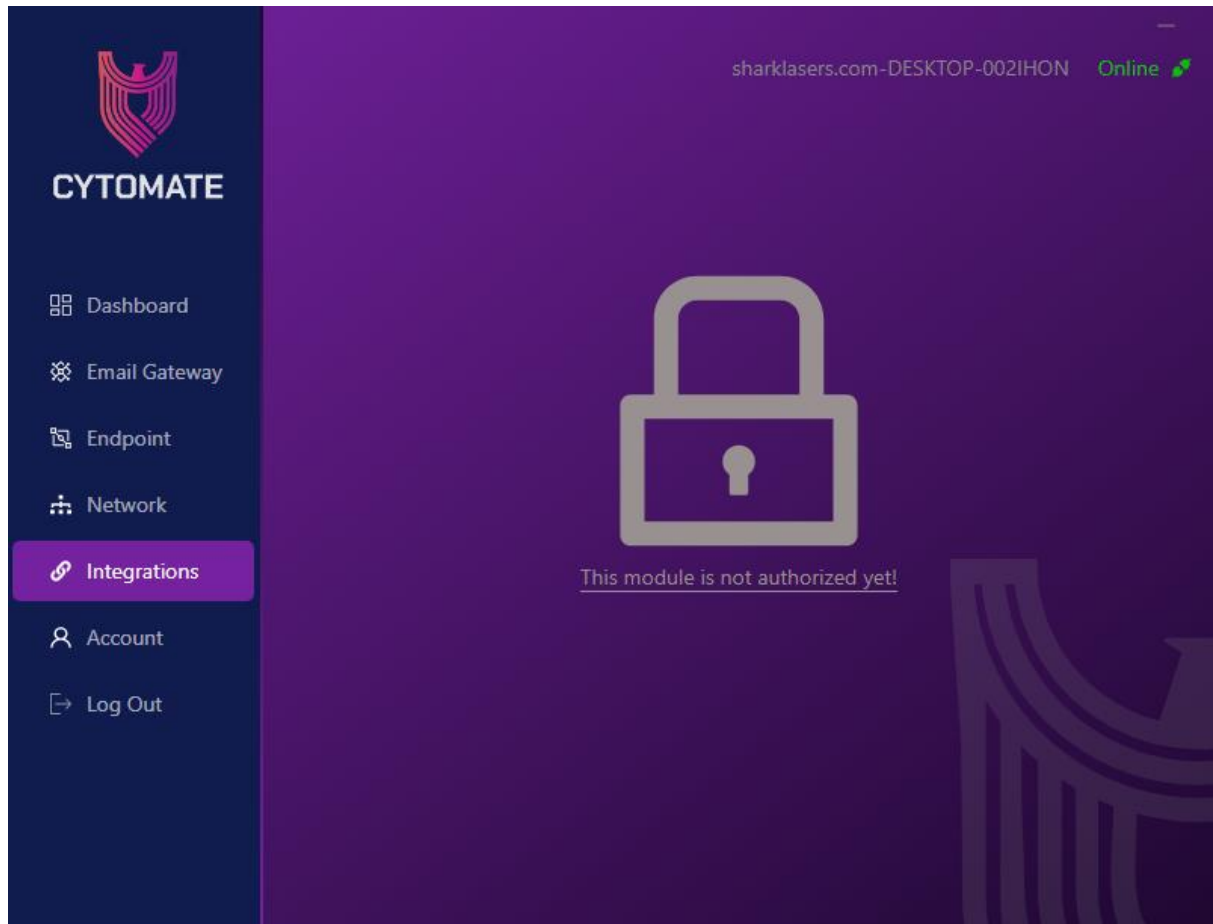 sharklasers.com-DESKTOP-002IHON Online
CYTOMATE
Dashboard
Email Gateway
Endpoint
Network
Integrations
Account
Log Out
This module is not authorized yet!